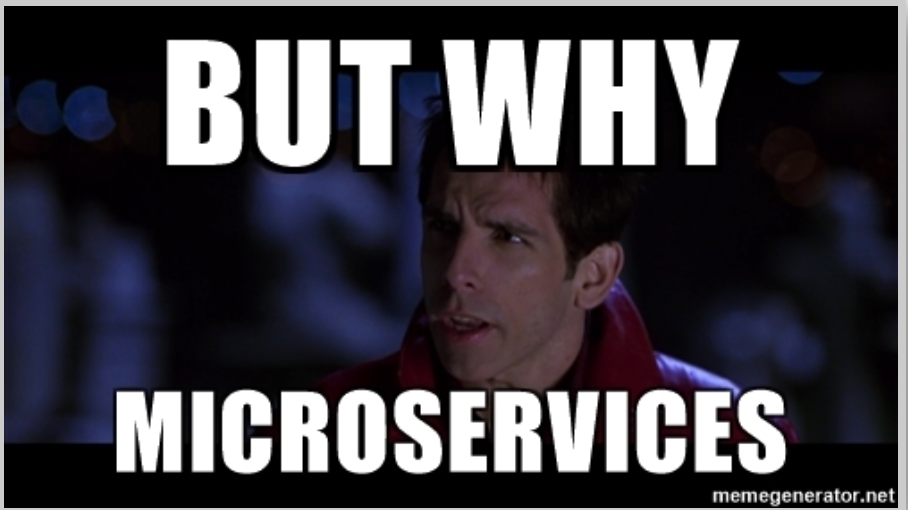 BUT WHY
MICROSERVICES
memegenerator.net